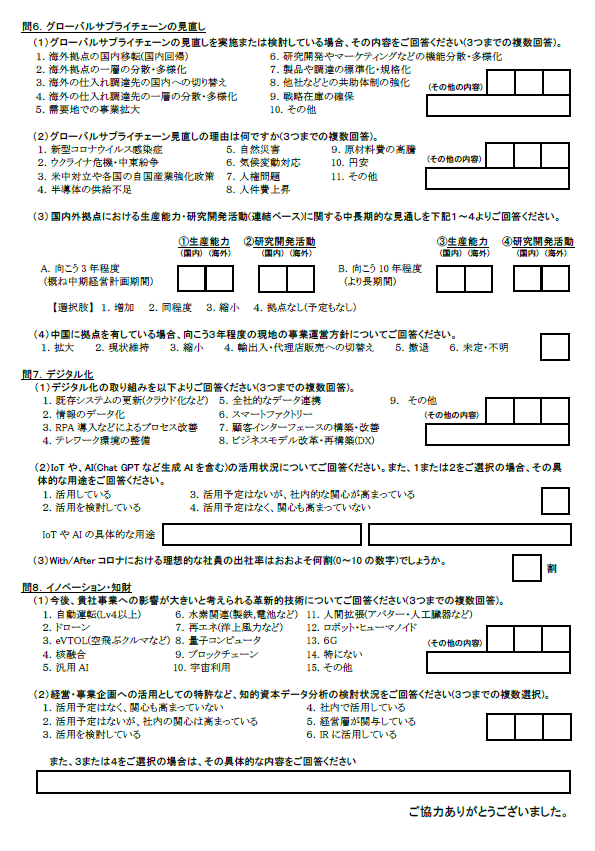 問6．グローバルサプライチェーンの見直し
（1）グローバルサプライチェーンの見直しを実施または検討している場合、その内容をご回答ください（3つまでの複数回答）。
1. 海外拠点の国内移転（国内回帰）　6. 研究開発やマーケティングなどの機能分散・多様化
2. 海外拠点の一層の分散・多様化　7. 製品や調達の標準化・規格化
3. 海外の仕入れ調達先の国内への切り替え　8. 他社などとの共助体制の強化　（その他の内容）
4. 海外の仕入れ調達先の一層の分散・多様化　9. 戦略在庫の確保
5. 需要地での事業拡大　10. その他
（2）グローバルサプライチェーン見直しの理由は何ですか（3つまでの複数回答）。
1. 新型コロナウイルス感染症　5. 自然災害　9. 原材料費の高騰
2. ウクライナ危機・中東紛争　6. 気候変動対応　10. 円安　（その他の内容）
3. 米中対立や各国の自国産業強化政策　7. 人権問題　11. その他
4. 半導体の供給不足　8. 人件費上昇
（3）国内外拠点における生産能力・研究開発活動（連結ベース）に関する中長期的な見通しを下記1～4よりご回答ください。
①生産能力　②研究開発活動　③生産能力　④研究開発活動
（国内）（海外）　（国内）（海外）　（国内）（海外）　（国内）（海外）
A. 向こう3年程度　B. 向こう10年程度
（概ね中期経営計画期間）　（より長期間）
【選択肢】 1. 増加　2. 同程度　3. 縮小　4. 拠点なし（予定もなし）
（4）中国に拠点を有している場合、向こう3年程度の現地の事業運営方針についてご回答ください。
1. 拡大　2. 現状維持　3. 縮小　4. 輸出入・代理店販売への切替え　5. 撤退　6. 未定・不明
問7．デジタル化
（1）デジタル化の取り組みを以下よりご回答ください（3つまでの複数回答）。
1. 既存システムの更新（クラウド化など）　5. 全社的なデータ連携　9. その他
2. 情報のデータ化　6. スマートファクトリー　（その他の内容）
3. RPA導入などによるプロセス改善　7. 顧客インターフェースの構築・改善
4. テレワーク環境の整備　8. ビジネスモデル改革・再構築（DX）
（2）IoTや、AI（Chat GPTなど生成AIを含む）の活用状況についてご回答ください。また、1または2をご選択の場合、その具
体的な用途をご回答ください。
1. 活用している　3. 活用予定はないが、社内的な関心が高まっている
2. 活用を検討している　4. 活用予定はなく、関心も高まっていない
IoTやAIの具体的な用途
（3）With/Afterコロナにおける理想的な社員の出社率はおおよそ何割（0～10の数字）でしょうか。
割
問8．イノベーション・知財
（1）今後、貴社事業への影響が大きいと考えられる革新的技術についてご回答ください（3つまでの複数回答）。
1. 自動運転（Lv4以上）　6. 水素関連（製鉄,電池など）　11. 人間拡張（アバター・人工臓器など）
2. ドローン　7. 再エネ（洋上風力など）　12. ロボット・ヒューマノイド
3. eVTOL（空飛ぶクルマなど）　8. 量子コンピュータ　13. 6G　（その他の内容）
4. 核融合　9. ブロックチェーン　14. 特にない
5. 汎用AI　10. 宇宙利用　15. その他
（2）経営・事業企画への活用としての特許など、知的資本データ分析の検討状況をご回答ください（3つまでの複数選択）。
1. 活用予定はなく、関心も高まっていない　4. 社内で活用している
2. 活用予定はないが、社内の関心は高まっている　5. 経営層が関与している
3. 活用を検討している　6. IRに活用している
また、3または4をご選択の場合は、その具体的な内容をご回答ください
ご協力ありがとうございました。